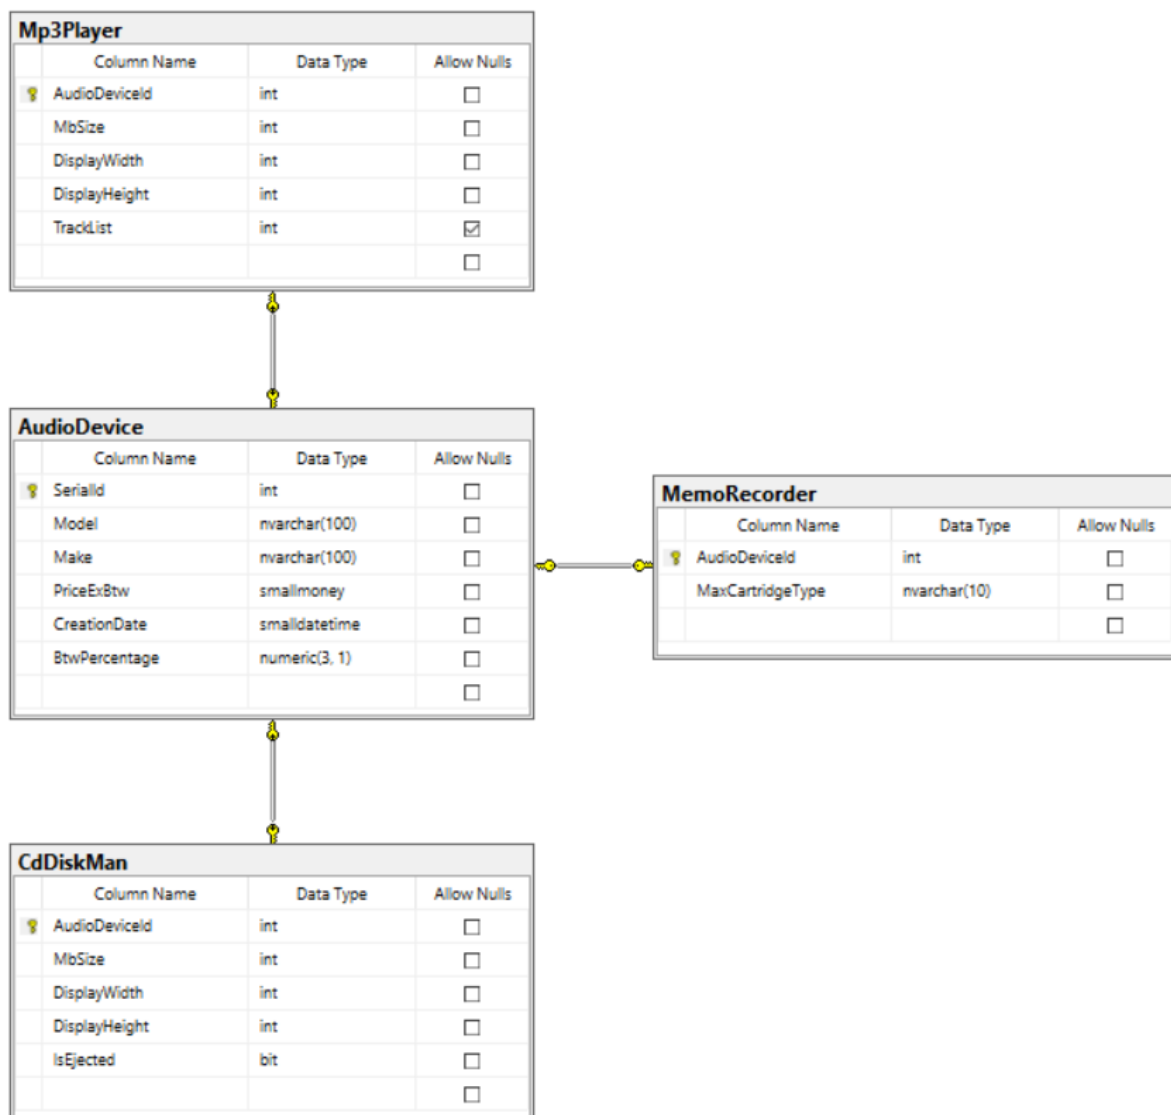 Mp3Player
Column Name Data Type Allow Nulls
AudioDeviceId int
MbSize int
DisplayWidth int
DisplayHeight int
TrackList int
AudioDevice
Column Name Data Type Allow Nulls
SerialId int
Model nvarchar(100)
Make nvarchar(100)
PriceExBtw smallmoney
CreationDate smalldatetime
BtwPercentage numeric(3, 1)
MemoRecorder
Column Name Data Type Allow Nulls
AudioDeviceId int
MaxCartridgeType nvarchar(10)
CdDiskMan
Column Name Data Type Allow Nulls
AudioDeviceId int
MbSize int
DisplayWidth int
DisplayHeight int
IsEjected bit